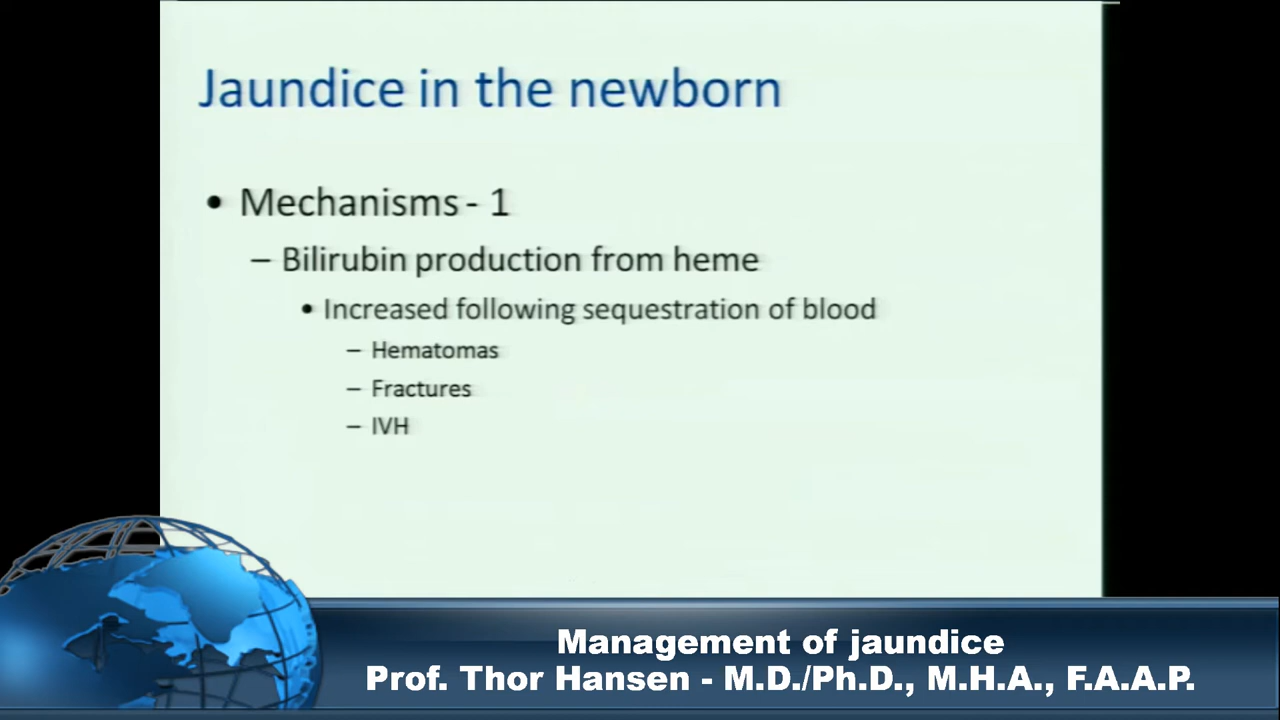 Jaundice in the newborn
• Mechanisms - 1
– Bilirubin production from heme
• Increased following sequestration of blood
– Hematomas
– Fractures
– IVH
Management of jaundice
Prof. Thor Hansen - M.D./Ph.D., M.H.A., F.A.A.P.